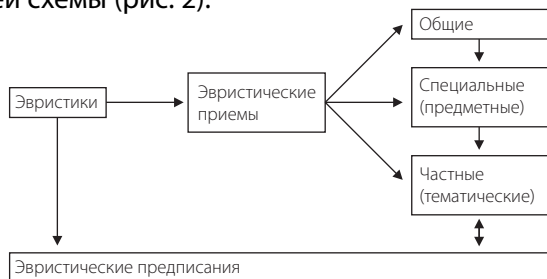 ей схемы (рис. 2).
Общие
Эвристики
Эвристические
приемы
Специальные
(предметные)
Частные
(тематические)
Эвристические предписания